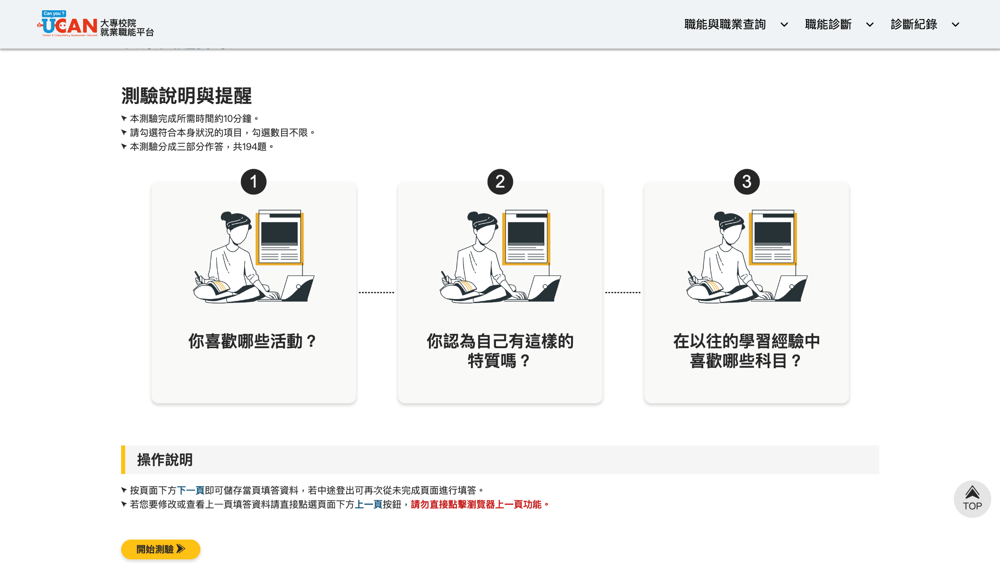 Can you ?
UCAN
Career & Competency Assessment Network
大專校院
就業職能平台
職能與職業查詢
職能診斷
診斷紀錄
測驗說明與提醒
本測驗完成所需時間約10分鐘。
請勾選符合本身狀況的項目，勾選數目不限。
本測驗分成三部分作答，共194題。
1
2
3
你喜歡哪些活動？
你認為自己有這樣的
特質嗎？
在以往的學習經驗中
喜歡哪些科目？
操作說明
按頁面下方下一頁即可儲存當頁填答資料，若中途登出可再次從未完成頁面進行填答。
若您要修改或查看上一頁填答資料請直接點選頁面下方上一頁按鈕，請勿直接點擊瀏覽器上一頁功能。
TOP
開始測驗